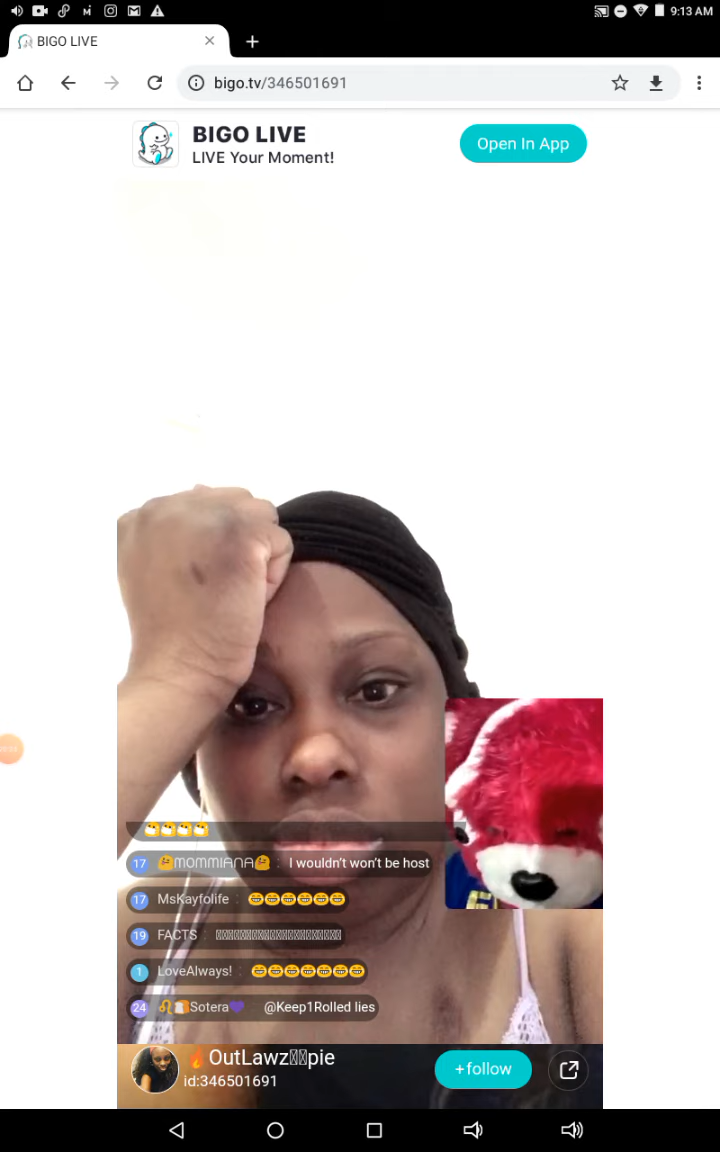 9:13 AM
BIGO LIVE
bigo.tv/346501691
BIGO LIVE
LIVE Your Moment!
Open In App
17 🤗MOMMIANA🤗 : I wouldn't won't be host
17 MsKayfolife : 😂😂😂😂😂😂
19 FACTS :
1 LoveAlways! : 😂😂😂😂😂😂😂
24 ♌🍞Sotera💜 @Keep1Rolled lies
🔥OutLawz pie
id:346501691
+follow